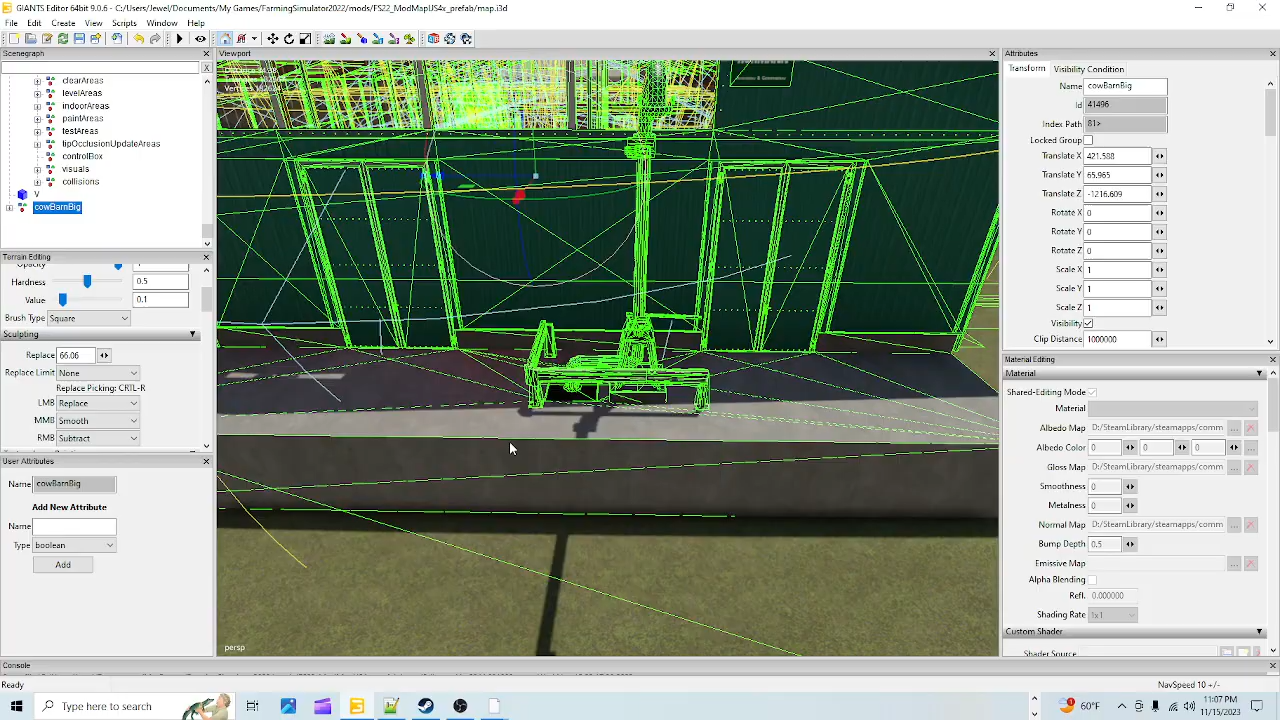 GIANTS Editor 64bit 9.0.6 - C:/Users/Jewel/Documents/My Games/FarmingSimulator2022/mods/FS22_ModMapUS4x_prefab/map.i3d
File Edit Create View Scripts Window Help
Scenegraph
X
clearAreas
levelAreas
indoorAreas
paintAreas
testAreas
tipOcclusionUpdateAreas
controlBox
visuals
collisions
V
cowBarnBig
Terrain Editing
Opacity
Hardness 0.5
Value 0.1
Brush Type Square
Sculpting
Replace 66.06
Replace Limit None
Replace Picking: CRTL-R
LMB Replace
MMB Smooth
RMB Subtract
User Attributes
Name cowBarnBig
Add New Attribute
Name
Type boolean
Add
Viewport
persp
Attributes
Transform Visibility Condition
Name cowBarnBig
Id 41496
Index Path 81>
Locked Group
Translate X 421.588
Translate Y 65.965
Translate Z -1216.609
Rotate X 0
Rotate Y 0
Rotate Z 0
Scale X 1
Scale Y 1
Scale Z 1
Visibility
Clip Distance 1000000
Material Editing
Material
Shared-Editing Mode
Material
Albedo Map D:/SteamLibrary/steamapps/comm ...
Albedo Color 0 0 0 ...
Gloss Map D:/SteamLibrary/steamapps/comm ...
Smoothness 0
Metalness 0
Normal Map D:/SteamLibrary/steamapps/comm ...
Bump Depth 0.5
Emissive Map ...
Alpha Blending
Refl. 0.000000
Shading Rate 1x1
Custom Shader
Shader Source
Console
Ready
NavSpeed 10 +/-
Type here to search
60°F
11:07 PM
11/15/2023